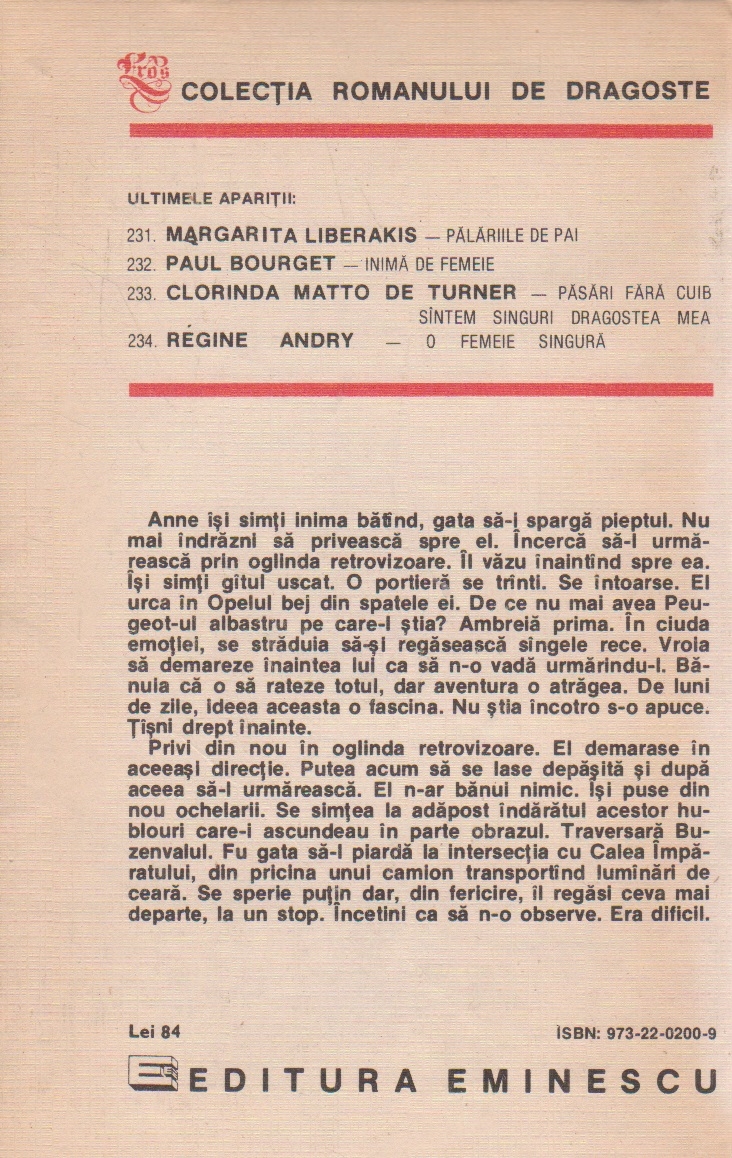 Eros
COLECȚIA ROMANULUI DE DRAGOSTE
ULTIMELE APARIȚII:
231. MARGARITA LIBERAKIS — PĂLĂRIILE DE PAI
232. PAUL BOURGET — INIMĂ DE FEMEIE
233. CLORINDA MATTO DE TURNER — PĂSĂRI FĂRĂ CUIB
SÎNTEM SINGURI DRAGOSTEA MEA
234. RÉGINE ANDRY — O FEMEIE SINGURĂ
Anne își simți inima bătînd, gata să-i spargă pieptul. Nu
mai îndrăzni să privească spre el. Încercă să-l urmă-
rească prin oglinda retrovizoare. Îl văzu înaintînd spre ea.
Își simți gîtul uscat. O portieră se trînti. Se întoarse. El
urca în Opelul bej din spatele ei. De ce nu mai avea Peu-
geot-ul albastru pe care-l știa? Ambreiă prima. În ciuda
emoției, se străduia să-și regăsească sîngele rece. Vroia
să demareze înaintea lui ca să n-o vadă urmărindu-l. Bă-
nuia că o să rateze totul, dar aventura o atrăgea. De luni
de zile, ideea aceasta o fascina. Nu știa încotro s-o apuce.
Țîșni drept înainte.
Privi din nou în oglinda retrovizoare. El demarase în
aceeași direcție. Putea acum să se lase depășită și după
aceea să-l urmărească. El n-ar bănui nimic. Își puse din
nou ochelarii. Se simțea la adăpost îndărătul acestor hu-
blouri care-i ascundeau în parte obrazul. Traversară Bu-
zenvalul. Fu gata să-l piardă la intersecția cu Calea Împă-
ratului, din pricina unui camion transportînd lumînări de
ceară. Se sperie puțin dar, din fericire, îl regăsi ceva mai
departe, la un stop. Încetini ca să n-o observe. Era dificil.
Lei 84
ISBN: 973-22-0200-9
EDITURA EMINESCU